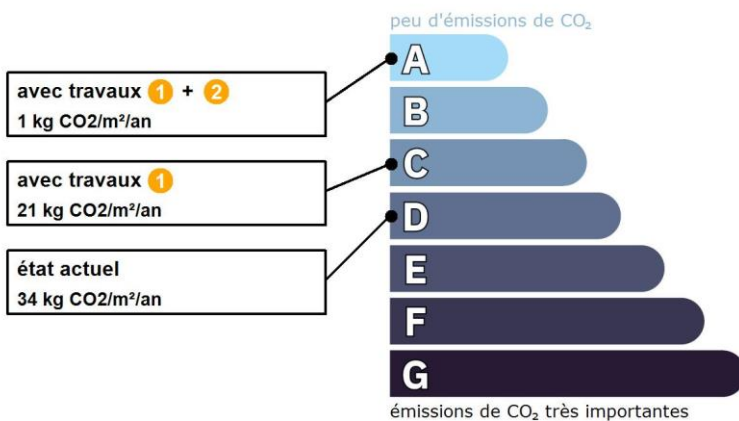 peu d'émissions de CO₂
A
avec travaux 1 + 2
1 kg CO2/m²/an
B
avec travaux 1
21 kg CO2/m²/an
C
D
état actuel
34 kg CO2/m²/an
E
F
G
émissions de CO₂ très importantes